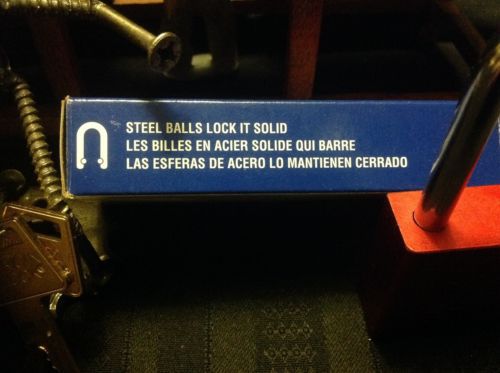 STEEL BALLS LOCK IT SOLID
LES BILLES EN ACIER SOLIDE QUI BARRE
LAS ESFERAS DE ACERO LO MANTIENEN CERRADO